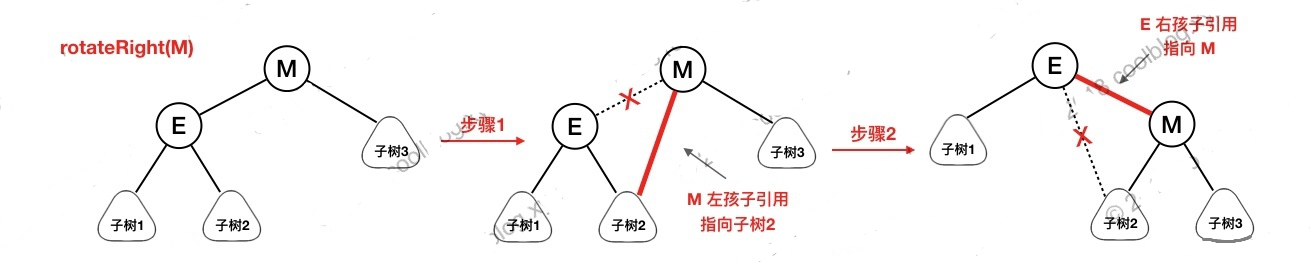 rotateRight(M)
M
E
子树3
子树1
子树2
步骤1
M
E
子树3
子树1
子树2
M 左孩子引用
指向子树2
步骤2
E 右孩子引用
指向 M
E
子树1
M
子树2
子树3